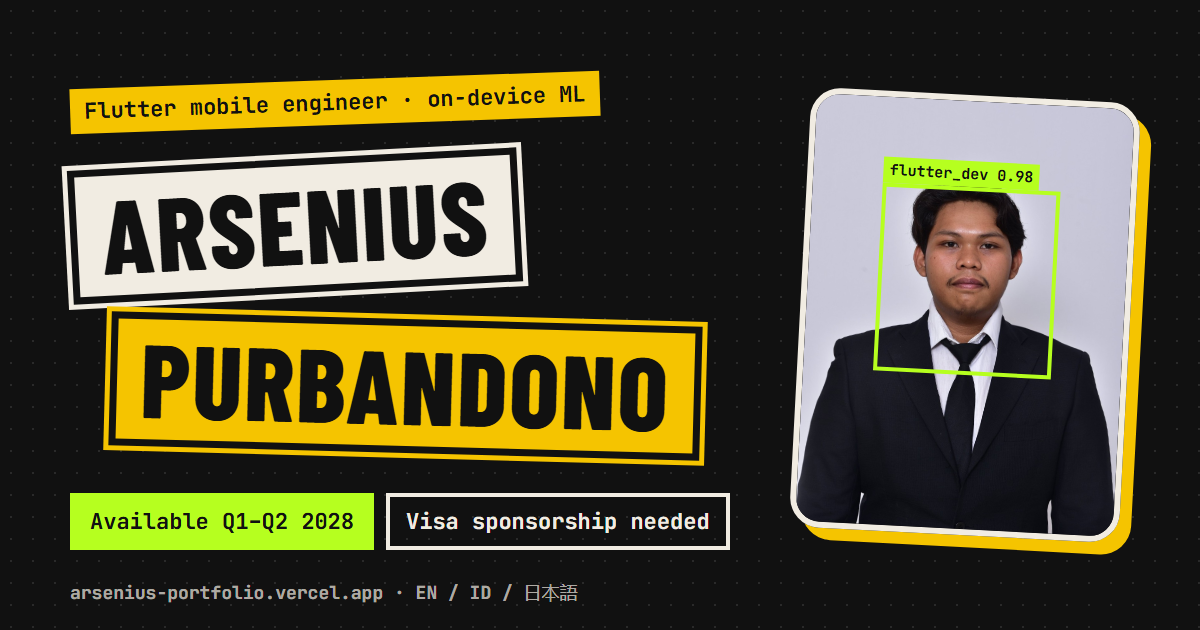 Flutter mobile engineer · on-device ML
ARSENIUS
PURBANDONO
flutter_dev 0.98
Available Q1–Q2 2028
Visa sponsorship needed
arsenius-portfolio.vercel.app · EN / ID / 日本語